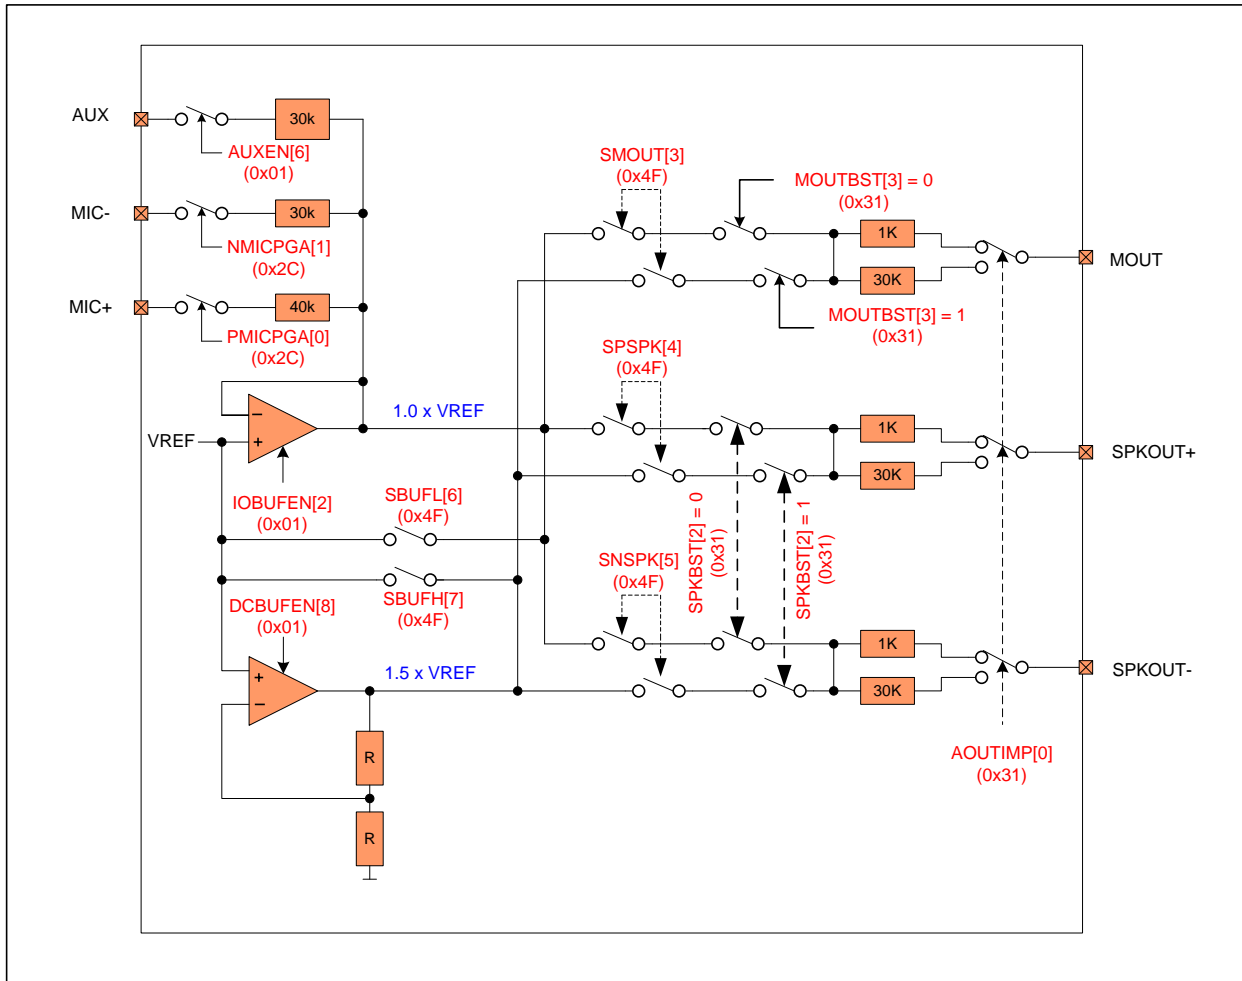 AUX
30k
AUXEN[6]
(0x01)
MIC-
30k
NMICPGA[1]
(0x2C)
MIC+
40k
PMICPGA[0]
(0x2C)
SMOUT[3]
(0x4F)
MOUTBST[3] = 0
(0x31)
1K
30K
MOUT
MOUTBST[3] = 1
(0x31)
SPSPK[4]
(0x4F)
1.0 x VREF
VREF
−
+
IOBUFEN[2]
(0x01)
1K
30K
SPKOUT+
SBUFL[6]
(0x4F)
SBUFH[7]
(0x4F)
SNSPK[5]
(0x4F)
SPKBST[2] = 0
(0x31)
SPKBST[2] = 1
(0x31)
DCBUFEN[8]
(0x01)
+
−
1.5 x VREF
1K
30K
SPKOUT-
R
R
AOUTIMP[0]
(0x31)